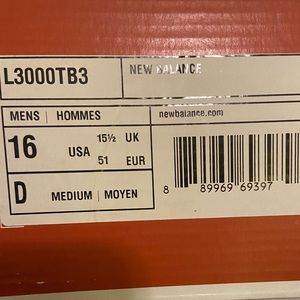 L3000TB3 NEW BALANCE
MENS | HOMMES newbalance.com
16 USA 15½ UK
51 EUR
D MEDIUM | MOYEN
8 89969 69397